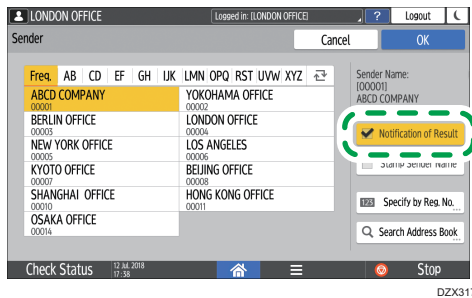 LONDON OFFICE Logged in: [LONDON OFFICE] ? Logout
Sender Cancel OK
Freq. AB CD EF GH IJK LMN OPQ RST UVW XYZ
Sender Name:
[00001]
ABCD COMPANY
ABCD COMPANY YOKOHAMA OFFICE
00001 00002
BERLIN OFFICE LONDON OFFICE
00003 00004
Notification of Result
NEW YORK OFFICE LOS ANGELES
00005 00006
Stamp Sender Name
KYOTO OFFICE BEIJING OFFICE
00007 00008
SHANGHAI OFFICE HONG KONG OFFICE
00010 00011
123 Specify by Reg. No.
OSAKA OFFICE
00014
Search Address Book
Check Status 12 Jul. 2018
17:38
Stop
DZX317